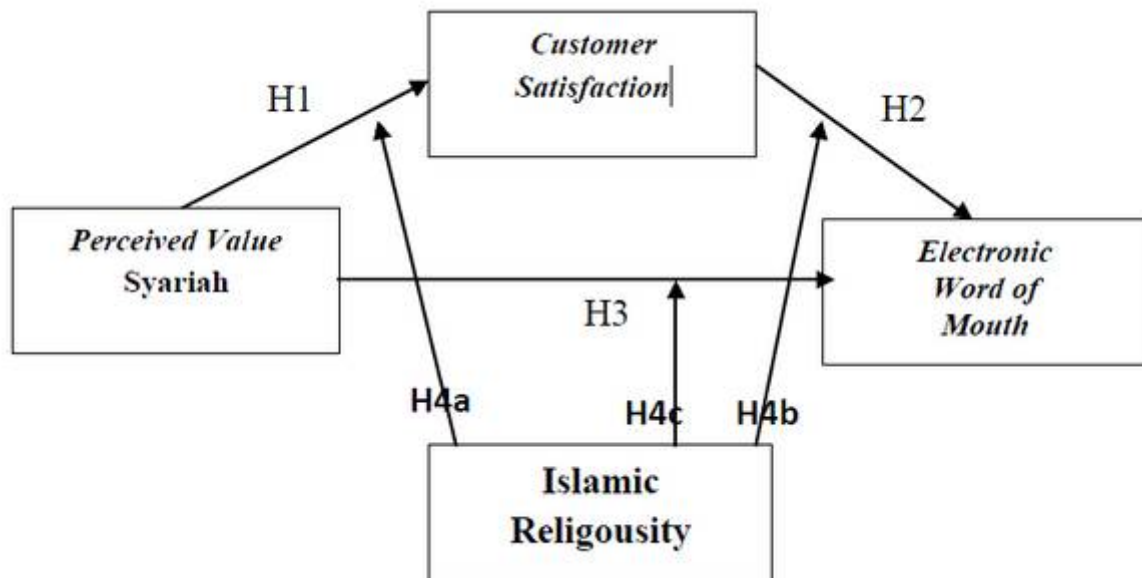 Customer
Satisfaction
H1
H2
Perceived Value
Syariah
Electronic
Word of
Mouth
H3
H4a
H4c
H4b
Islamic
Religousity